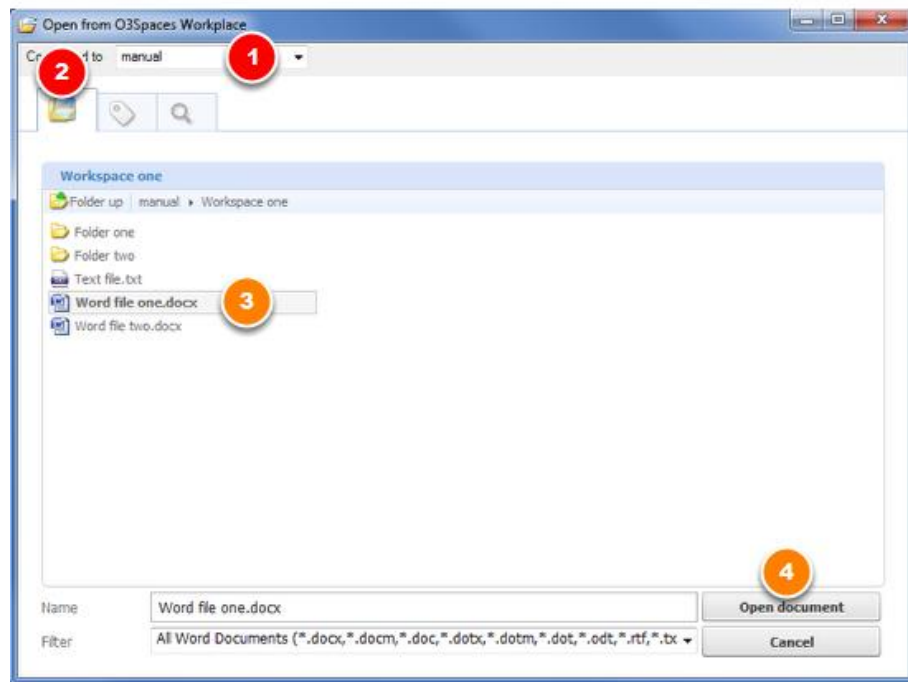 Open from O3Spaces Workplace
1
2
manual
Workspace one
Folder up manual Workspace one
Folder one
Folder two
Text file.txt
Word file one.docx
3
Word file two.docx
4
Name Word file one.docx Open document
Filter All Word Documents (*.docx,*.docm,*.doc,*.dotx,*.dotm,*.dot,*.odt,*.rtf,*.tx Cancel